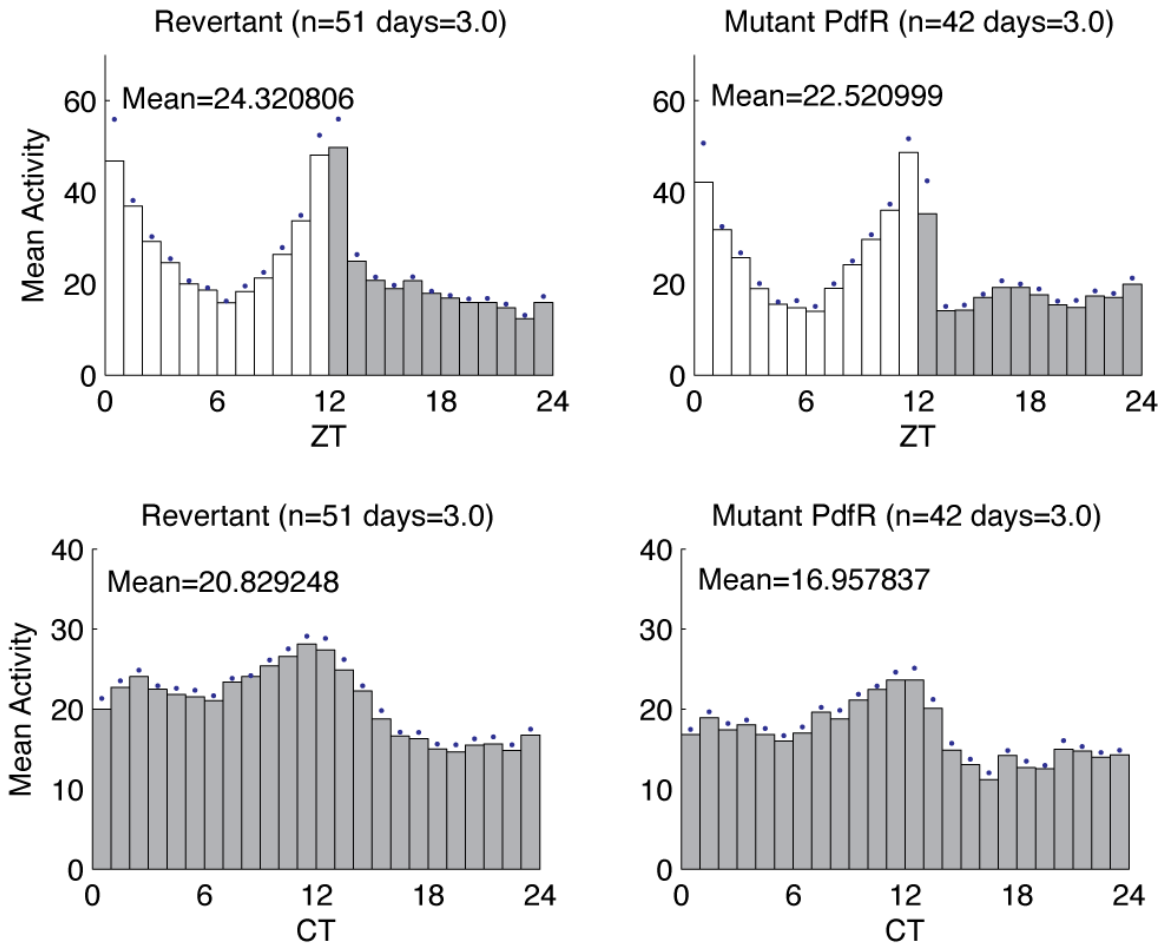 Revertant (n=51 days=3.0)
Mean=24.320806
Mean Activity
60
40
20
0
0 6 12 18 24
ZT
Mutant PdfR (n=42 days=3.0)
Mean=22.520999
60
40
20
0
0 6 12 18 24
ZT
Revertant (n=51 days=3.0)
Mean=20.829248
Mean Activity
40
30
20
10
0
0 6 12 18 24
CT
Mutant PdfR (n=42 days=3.0)
Mean=16.957837
40
30
20
10
0
0 6 12 18 24
CT